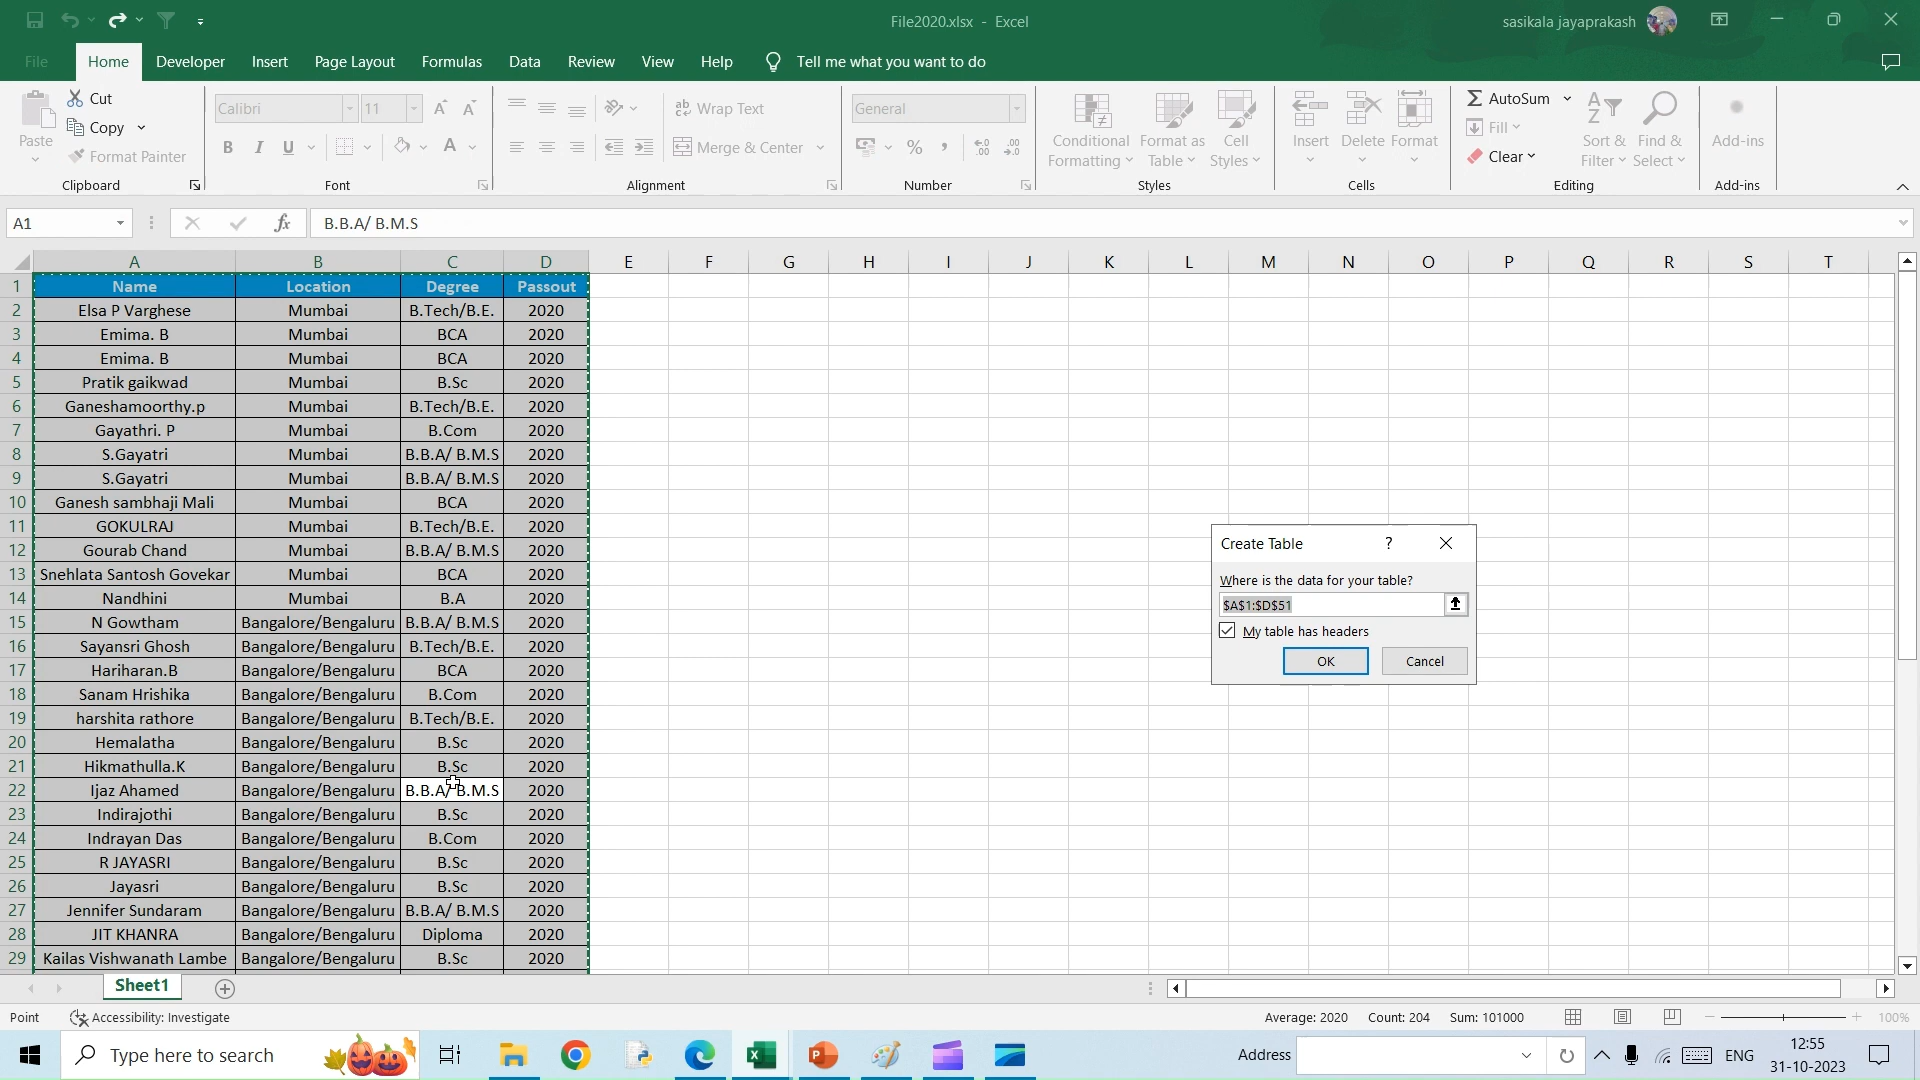 File2020.xlsx - Excel
sasikala jayaprakash
File Home Developer Insert Page Layout Formulas Data Review View Help Tell me what you want to do
Paste
Cut
Copy
Format Painter
Clipboard
Calibri 11
B I U
Font
ab Wrap Text
Merge & Center
Alignment
General
% ,
Number
Conditional Formatting
Format as Table
Cell Styles
Styles
Insert Delete Format
Cells
AutoSum
Fill
Clear
Sort & Filter
Find & Select
Editing
Add-ins
Add-ins
A1 fx B.B.A/ B.M.S
A B C D E F G H I J K L M N O P Q R S T
1 Name Location Degree Passout
2 Elsa P Varghese Mumbai B.Tech/B.E. 2020
3 Emima. B Mumbai BCA 2020
4 Emima. B Mumbai BCA 2020
5 Pratik gaikwad Mumbai B.Sc 2020
6 Ganeshamoorthy.p Mumbai B.Tech/B.E. 2020
7 Gayathri. P Mumbai B.Com 2020
8 S.Gayatri Mumbai B.B.A/ B.M.S 2020
9 S.Gayatri Mumbai B.B.A/ B.M.S 2020
10 Ganesh sambhaji Mali Mumbai BCA 2020
11 GOKULRAJ Mumbai B.Tech/B.E. 2020
12 Gourab Chand Mumbai B.B.A/ B.M.S 2020
13 Snehlata Santosh Govekar Mumbai BCA 2020
14 Nandhini Mumbai B.A 2020
15 N Gowtham Bangalore/Bengaluru B.B.A/ B.M.S 2020
16 Sayansri Ghosh Bangalore/Bengaluru B.Tech/B.E. 2020
17 Hariharan.B Bangalore/Bengaluru BCA 2020
18 Sanam Hrishika Bangalore/Bengaluru B.Com 2020
19 harshita rathore Bangalore/Bengaluru B.Tech/B.E. 2020
20 Hemalatha Bangalore/Bengaluru B.Sc 2020
21 Hikmathulla.K Bangalore/Bengaluru B.Sc 2020
22 Ijaz Ahamed Bangalore/Bengaluru B.B.A/ B.M.S 2020
23 Indirajothi Bangalore/Bengaluru B.Sc 2020
24 Indrayan Das Bangalore/Bengaluru B.Com 2020
25 R JAYASRI Bangalore/Bengaluru B.Sc 2020
26 Jayasri Bangalore/Bengaluru B.Sc 2020
27 Jennifer Sundaram Bangalore/Bengaluru B.B.A/ B.M.S 2020
28 JIT KHANRA Bangalore/Bengaluru Diploma 2020
29 Kailas Vishwanath Lambe Bangalore/Bengaluru B.Sc 2020
Create Table ?
Where is the data for your table?
$A$1:$D$51
My table has headers
OK Cancel
Sheet1
Point Accessibility: Investigate Average: 2020 Count: 204 Sum: 101000 100%
Type here to search
Address
ENG
12:55
31-10-2023